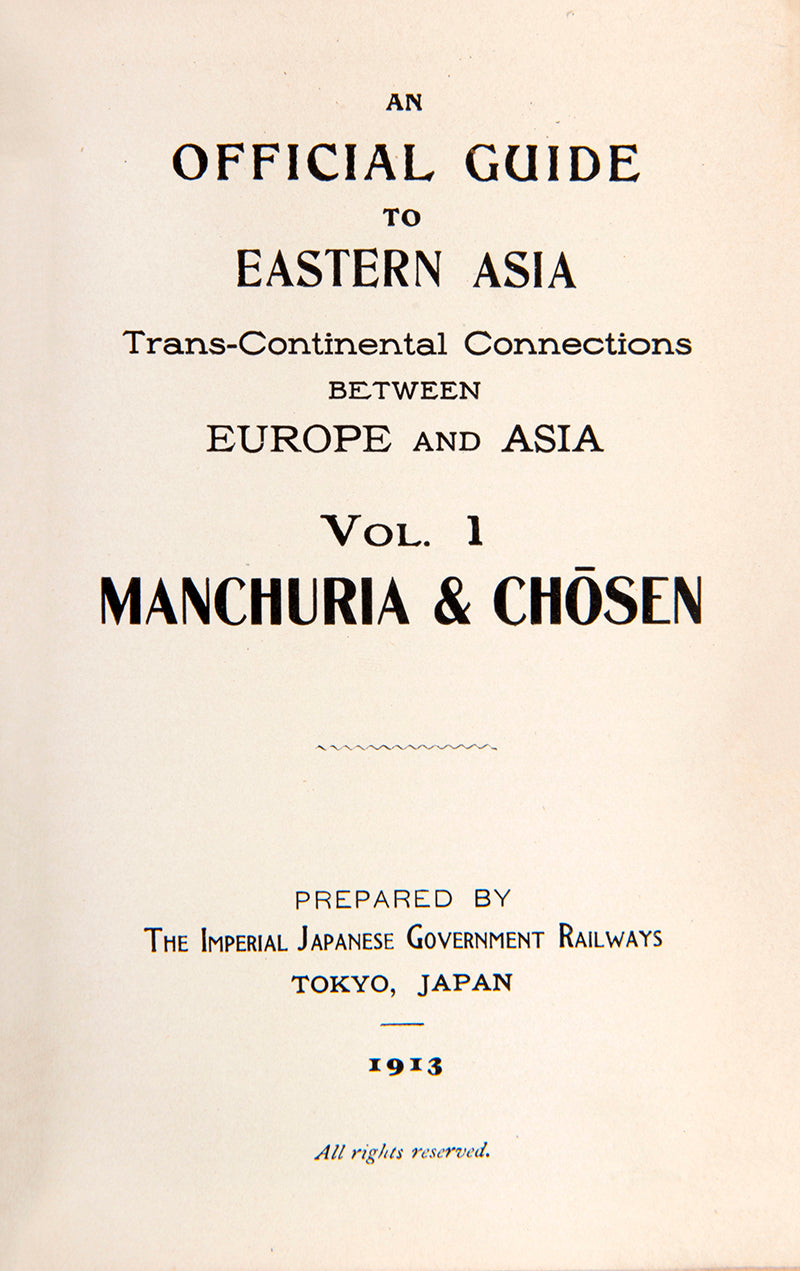 AN
OFFICIAL GUIDE
TO
EASTERN ASIA
Trans-Continental Connections
BETWEEN
EUROPE AND ASIA
VOL. 1
MANCHURIA & CHŌSEN
PREPARED BY
THE IMPERIAL JAPANESE GOVERNMENT RAILWAYS
TOKYO, JAPAN
1913
All rights reserved.